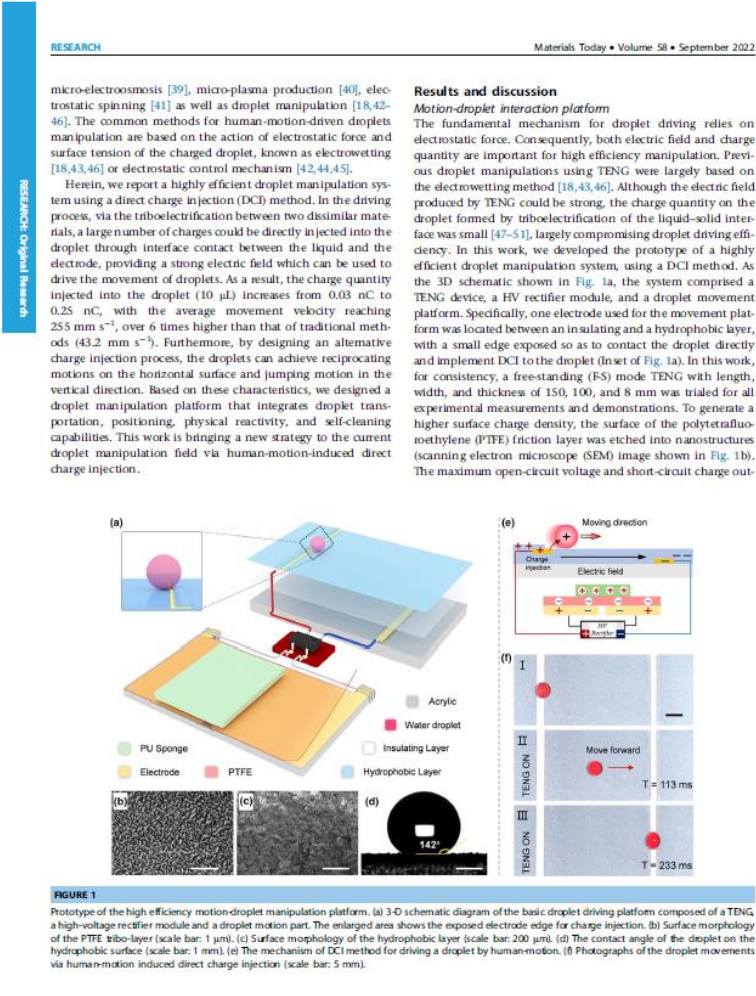 RESEARCH
Materials Today • Volume 58 • September 2022
RESEARCH: Original Research
micro-electroosmosis [39], micro-plasma production [40], elec-
trostatic spinning [41] as well as droplet manipulation [18,42–
46]. The common methods for human-motion-driven droplets
manipulation are based on the action of electrostatic force and
surface tension of the charged droplet, known as electrowetting
[18,43,46] or electrostatic control mechanism [42,44,45].
Herein, we report a highly efficient droplet manipulation sys-
tem using a direct charge injection (DCI) method. In the driving
process, via the triboelectrification between two dissimilar mate-
rials, a large number of charges could be directly injected into the
droplet through interface contact between the liquid and the
electrode, providing a strong electric field which can be used to
drive the movement of droplets. As a result, the charge quantity
injected into the droplet (10 μL) increases from 0.03 nC to
0.25 nC, with the average movement velocity reaching
255 mm s⁻¹, over 6 times higher than that of traditional meth-
ods (43.2 mm s⁻¹). Furthermore, by designing an alternative
charge injection process, the droplets can achieve reciprocating
motions on the horizontal surface and jumping motion in the
vertical direction. Based on these characteristics, we designed a
droplet manipulation platform that integrates droplet trans-
portation, positioning, physical reactivity, and self-cleaning
capabilities. This work is bringing a new strategy to the current
droplet manipulation field via human-motion-induced direct
charge injection.
Results and discussion
Motion-droplet interaction platform
The fundamental mechanism for droplet driving relies on
electrostatic force. Consequently, both electric field and charge
quantity are important for high efficiency manipulation. Previ-
ous droplet manipulations using TENG were largely based on
the electrowetting method [18,43,46]. Although the electric field
produced by TENG could be strong, the charge quantity on the
droplet formed by triboelectrification of the liquid–solid inter-
face was small [47–51], largely compromising droplet driving effi-
ciency. In this work, we developed the prototype of a highly
efficient droplet manipulation system, using a DCI method. As
the 3D schematic shown in Fig. 1a, the system comprised a
TENG device, a HV rectifier module, and a droplet movement
platform. Specifically, one electrode used for the movement plat-
form was located between an insulating and a hydrophobic layer,
with a small edge exposed so as to contact the droplet directly
and implement DCI to the droplet (Inset of Fig. 1a). In this work,
for consistency, a free-standing (F-S) mode TENG with length,
width, and thickness of 150, 100, and 8 mm was trialed for all
experimental measurements and demonstrations. To generate a
higher surface charge density, the surface of the polytetrafluo-
roethylene (PTFE) friction layer was etched into nanostructures
(scanning electron microscope (SEM) image shown in Fig. 1b).
The maximum open-circuit voltage and short-circuit charge out-
(a)
Acrylic
Water droplet
PU Sponge
Insulating Layer
Electrode
PTFE
Hydrophobic Layer
(b)
(c)
(d)
142°
(e)
Moving direction
Charge
injection
Electric field
HV
Rectifier
(f)
I
II
TENG ON
Move forward
T = 113 ms
III
TENG ON
T = 233 ms
FIGURE 1
Prototype of the high efficiency motion-droplet manipulation platform. (a) 3-D schematic diagram of the basic droplet driving platform composed of a TENG,
a high-voltage rectifier module and a droplet motion part. The enlarged area shows the exposed electrode edge for charge injection. (b) Surface morphology
of the PTFE tribo-layer (scale bar: 1 μm). (c) Surface morphology of the hydrophobic layer (scale bar: 200 μm). (d) The contact angle of the droplet on the
hydrophobic surface (scale bar: 1 mm). (e) The mechanism of DCI method for driving a droplet by human-motion. (f) Photographs of the droplet movements
via human-motion induced direct charge injection (scale bar: 5 mm).